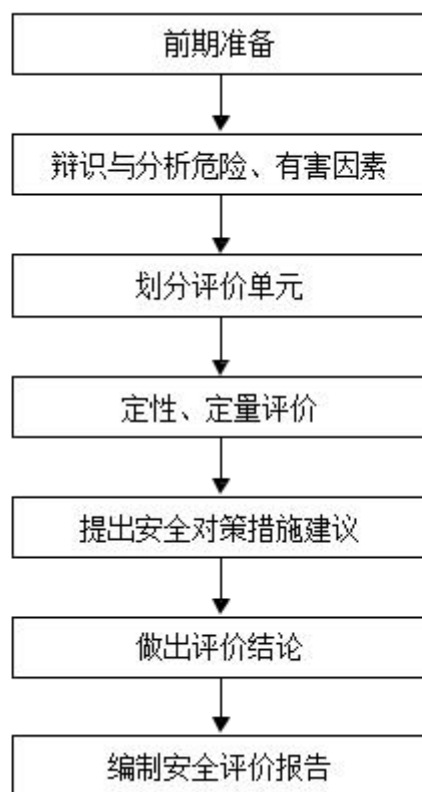 前期准备
辩识与分析危险、有害因素
划分评价单元
定性、定量评价
提出安全对策措施建议
做出评价结论
编制安全评价报告